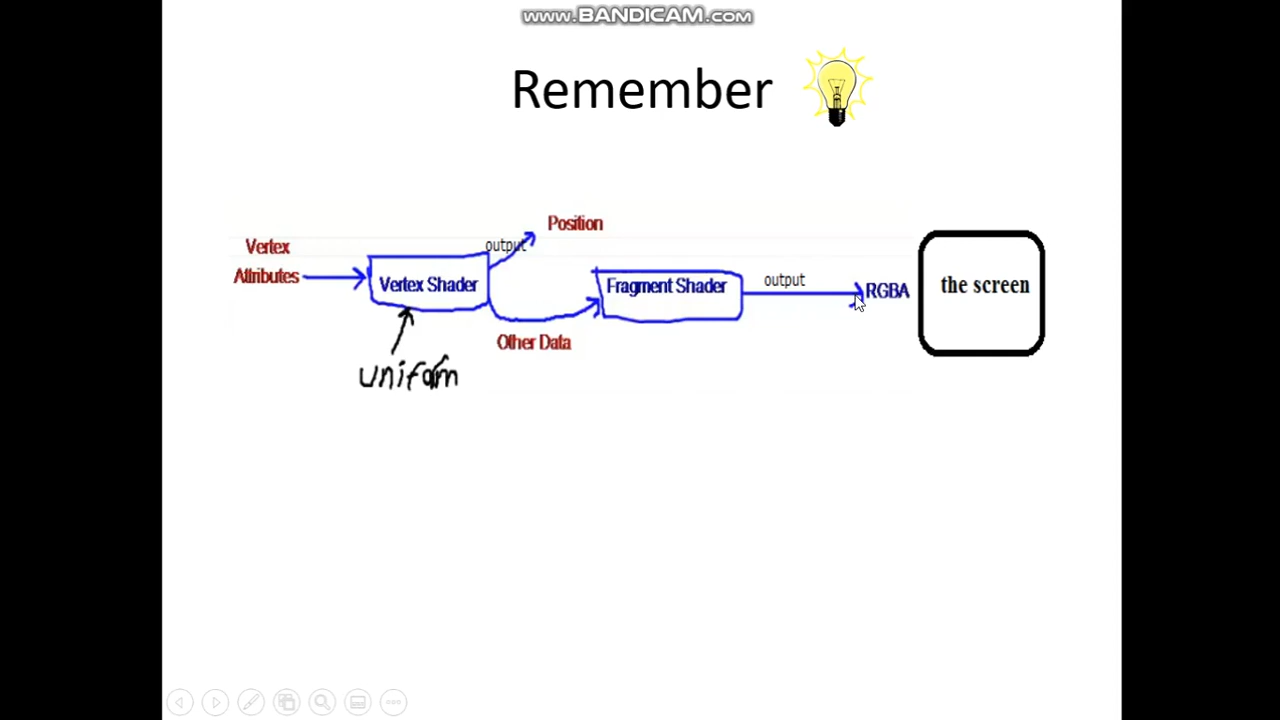 www.BANDICAM.com
Remember
Vertex
Attributes
Vertex Shader
uniform
output
Position
Other Data
Fragment Shader
output
RGBA
the screen